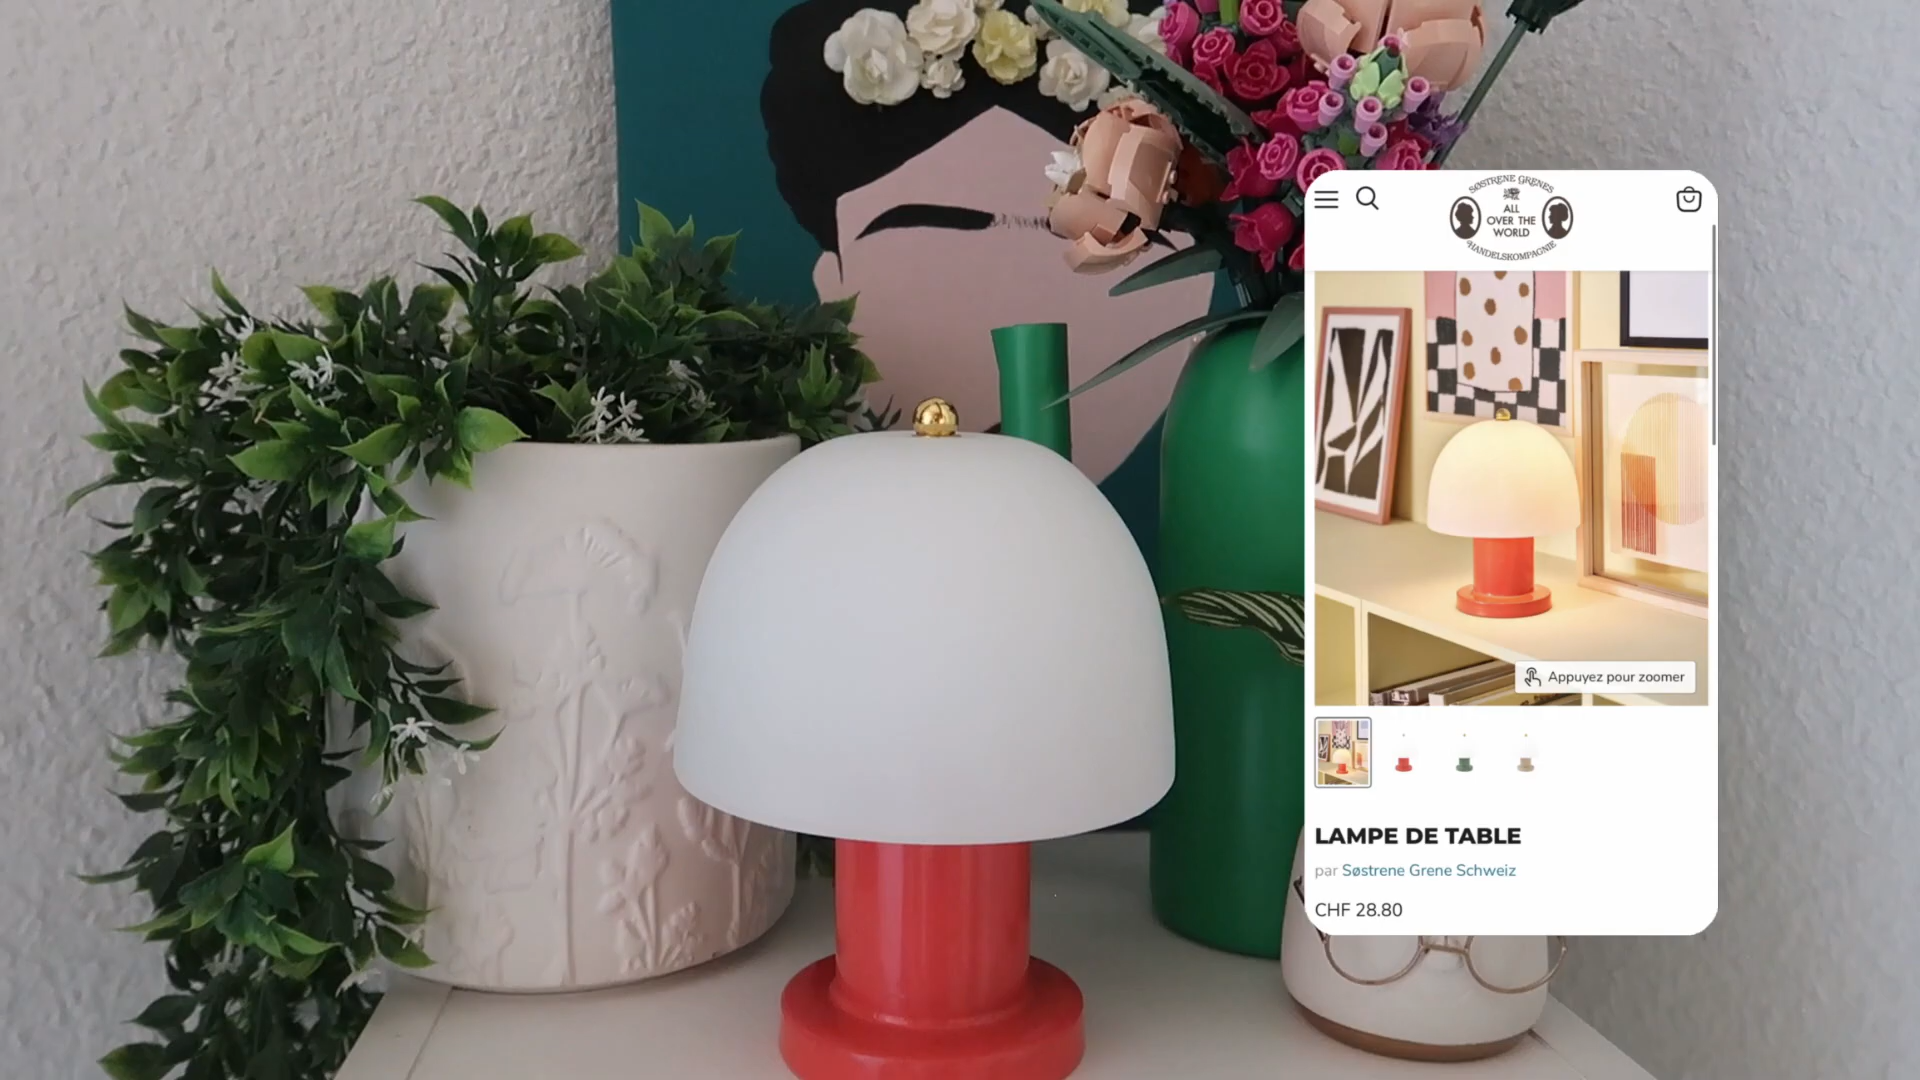 SØSTRENE GRENES
ALL
OVER THE
WORLD
HANDELSKOMPAGNIE
Appuyez pour zoomer
LAMPE DE TABLE
par Søstrene Grene Schweiz
CHF 28.80